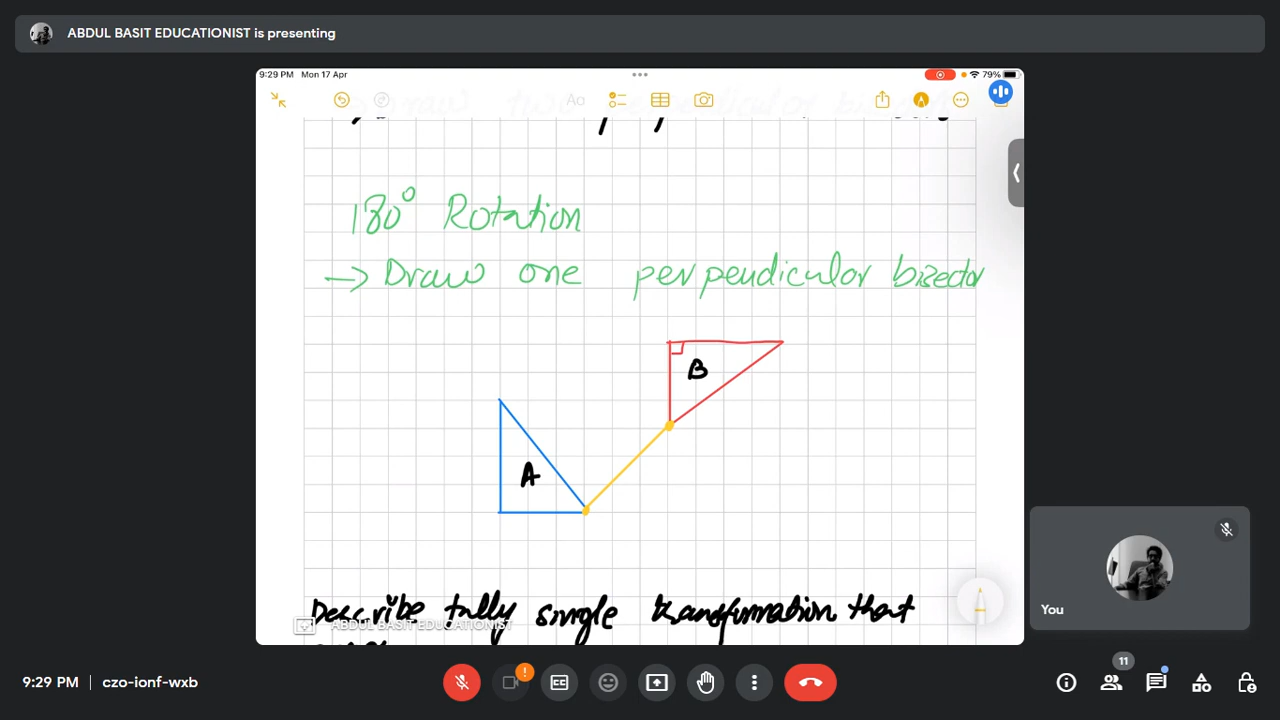 ABDUL BASIT EDUCATIONIST is presenting
9:29 PM Mon 17 Apr
79%
Aa
180° Rotation
→ Draw one perpendicular bisector
B
A
Describe fully single transformation that
ABDUL BASIT EDUCATIONIST
You
11
9:29 PM | czo-ionf-wxb